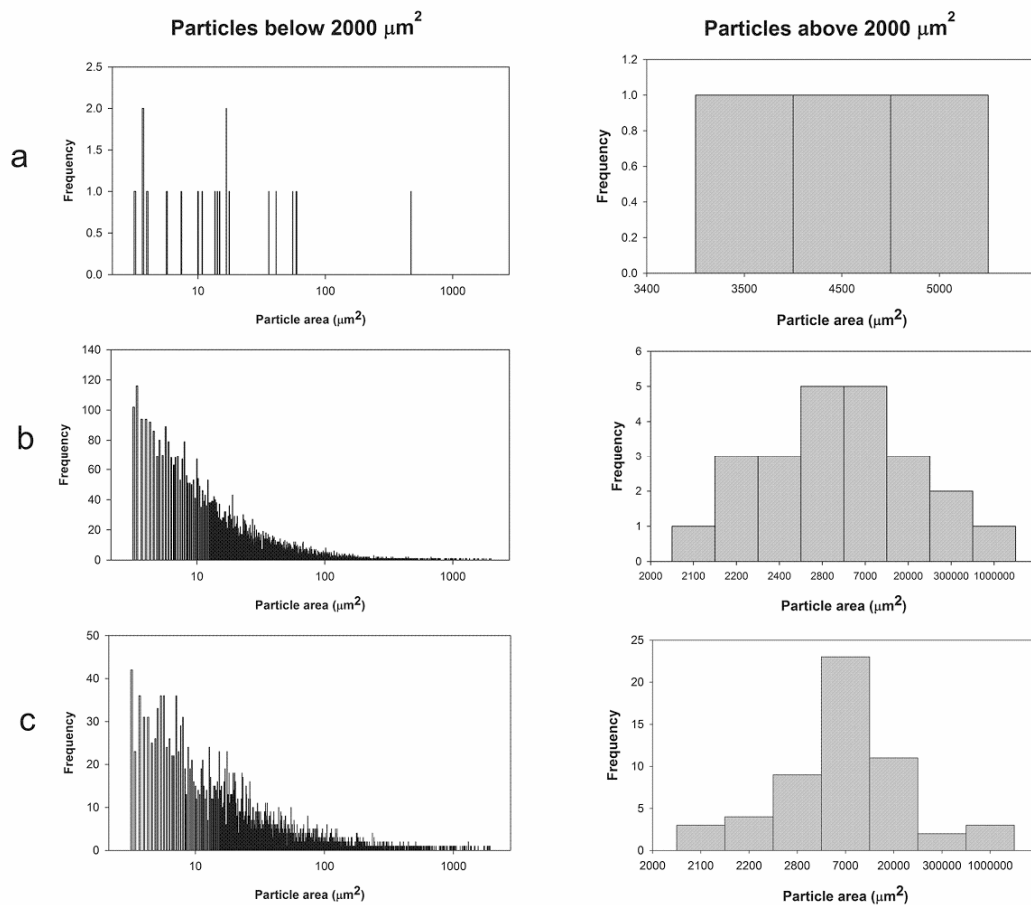 Particles below 2000 μm²
Particles above 2000 μm²
a
Frequency
2.5
2.0
1.5
1.0
0.5
0.0
10 100 1000
Particle area (μm²)
Frequency
1.2
1.0
0.8
0.6
0.4
0.2
0.0
3400 3500 4500 5000
Particle area (μm²)
b
Frequency
140
120
100
80
60
40
20
0
10 100 1000
Particle area (μm²)
Frequency
6
5
4
3
2
1
0
2000 2100 2200 2400 2800 7000 20000 300000 1000000
Particle area (μm²)
c
Frequency
50
40
30
20
10
0
10 100 1000
Particle area (μm²)
Frequency
25
20
15
10
5
0
2000 2100 2200 2800 7000 20000 300000 1000000
Particle area (μm²)